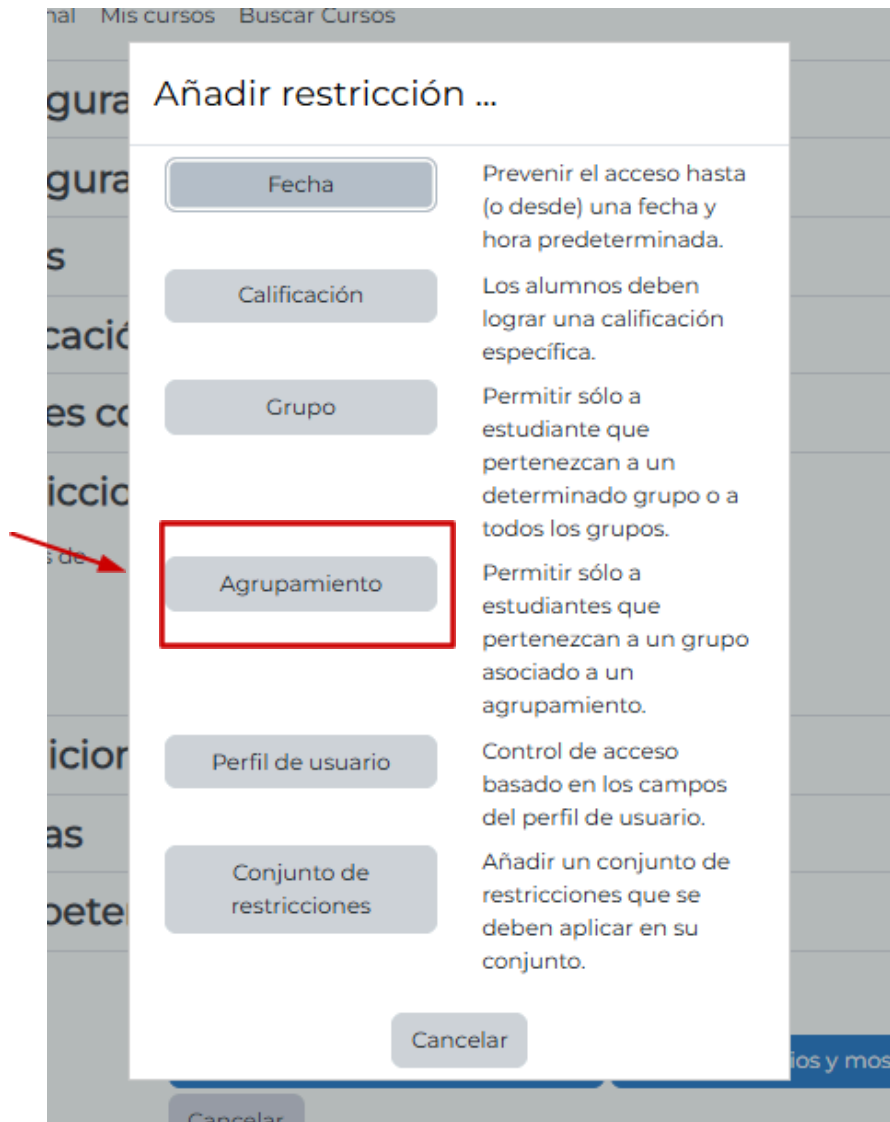 Mis cursos Buscar Cursos
Añadir restricción ...
Fecha
Prevenir el acceso hasta
(o desde) una fecha y
hora predeterminada.
Calificación
Los alumnos deben
lograr una calificación
específica.
Grupo
Permitir sólo a
estudiante que
pertenezcan a un
determinado grupo o a
todos los grupos.
Agrupamiento
Permitir sólo a
estudiantes que
pertenezcan a un grupo
asociado a un
agrupamiento.
Perfil de usuario
Control de acceso
basado en los campos
del perfil de usuario.
Conjunto de
restricciones
Añadir un conjunto de
restricciones que se
deben aplicar en su
conjunto.
Cancelar
ios y mos
Cancelar